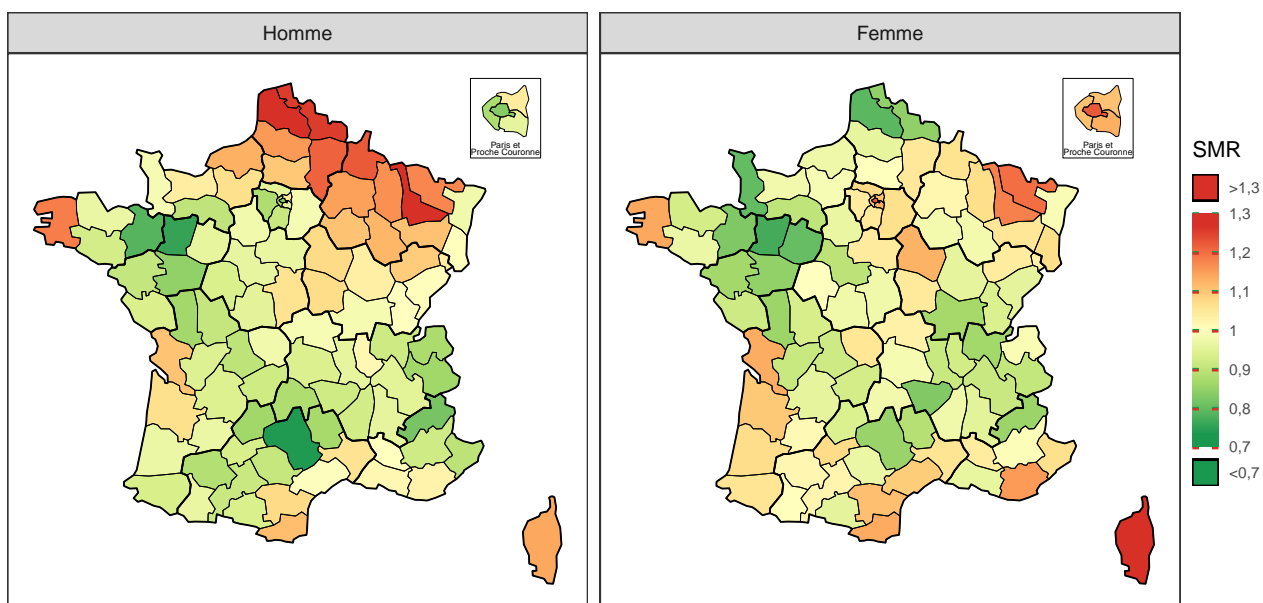 Homme
Femme
Paris et
Proche Couronne
Paris et
Proche Couronne
SMR
>1,3
1,3
1,2
1,1
1
0,9
0,8
0,7
<0,7